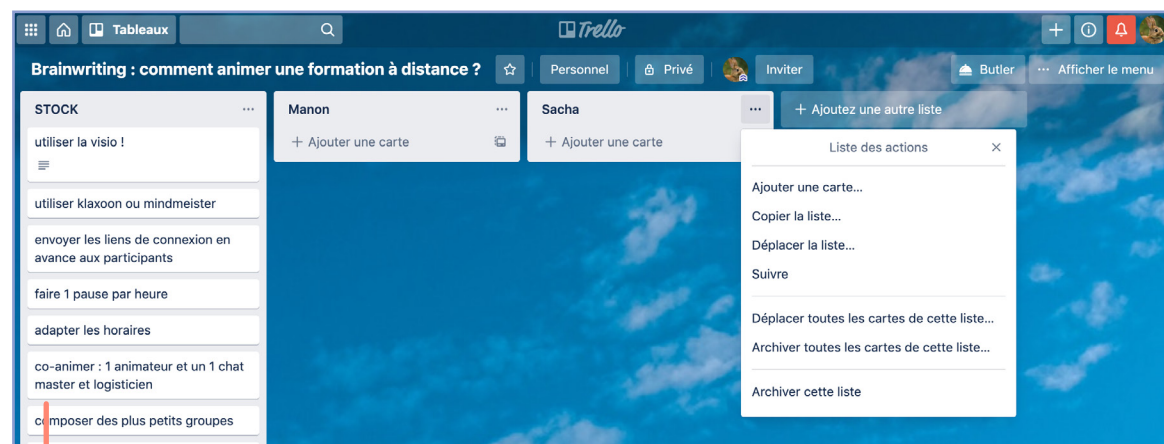 Tableaux
Trello
Brainwriting : comment animer une formation à distance ?
Personnel
Privé
Inviter
Butler
··· Afficher le menu
STOCK
utiliser la visio !
utiliser klaxoon ou mindmeister
envoyer les liens de connexion en
avance aux participants
faire 1 pause par heure
adapter les horaires
co-animer : 1 animateur et un 1 chat
master et logisticien
composer des plus petits groupes
Manon
+ Ajouter une carte
Sacha
+ Ajouter une carte
+ Ajoutez une autre liste
Liste des actions
Ajouter une carte...
Copier la liste...
Déplacer la liste...
Suivre
Déplacer toutes les cartes de cette liste...
Archiver toutes les cartes de cette liste...
Archiver cette liste